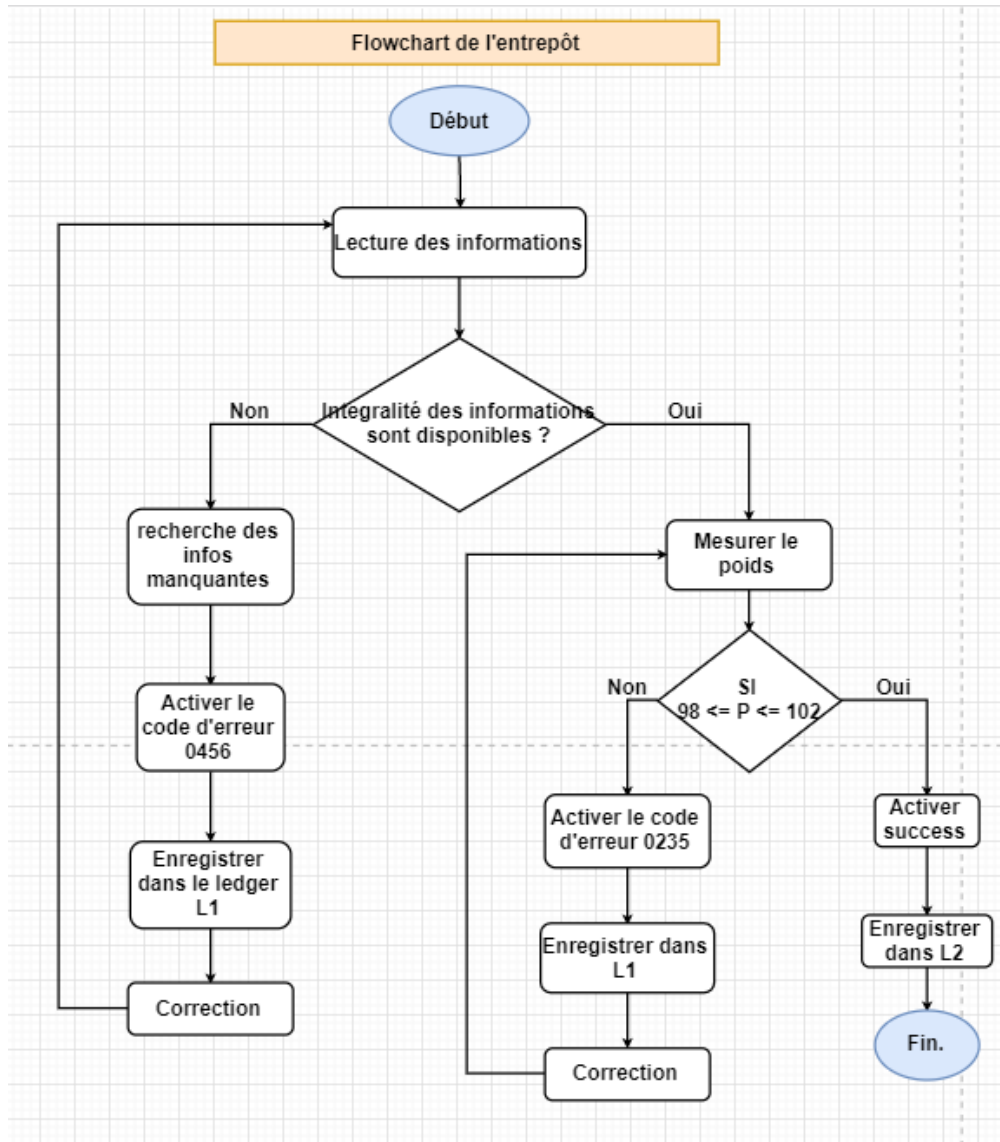 Flowchart de l'entrepôt
Début
Lecture des informations
Non
Integralité des informations
sont disponibles ?
Oui
recherche des
infos
manquantes
Mesurer le
poids
Activer le
code d'erreur
0456
Non
SI
98 <= P <= 102
Oui
Activer le code
d'erreur 0235
Activer
success
Enregistrer
dans le ledger
L1
Enregistrer dans
L1
Enregistrer
dans L2
Correction
Correction
Fin.